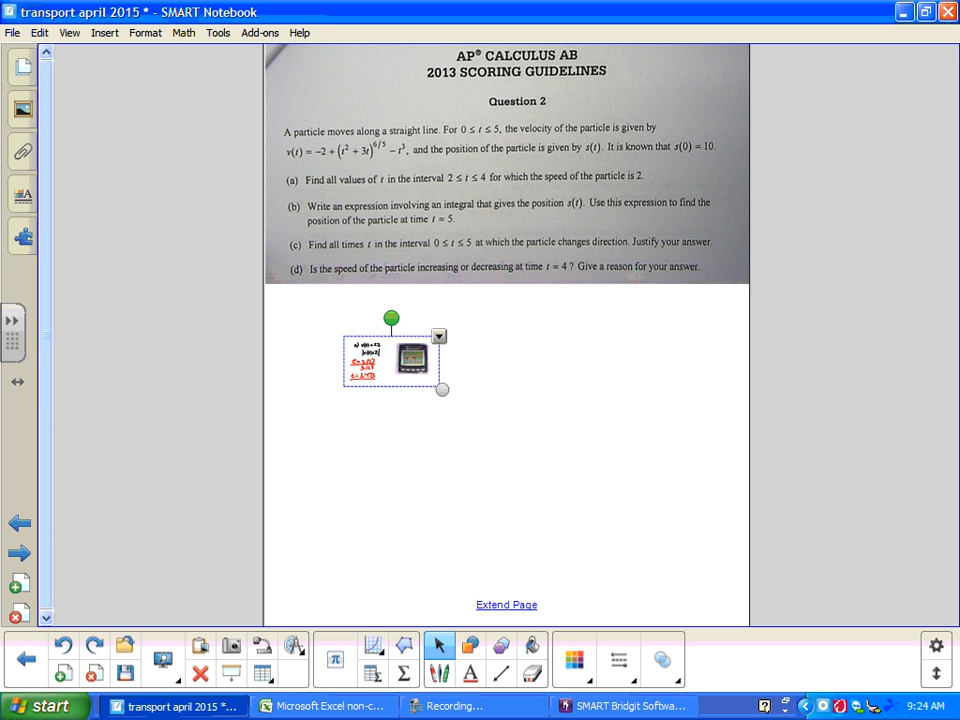 transport april 2015 * - SMART Notebook
File Edit View Insert Format Math Tools Add-ons Help
AP® CALCULUS AB
2013 SCORING GUIDELINES
Question 2
A particle moves along a straight line. For 0 ≤ t ≤ 5, the velocity of the particle is given by
v(t) = −2 + (t² + 3t)^(6/5) − t³, and the position of the particle is given by s(t). It is known that s(0) = 10.
(a) Find all values of t in the interval 2 ≤ t ≤ 4 for which the speed of the particle is 2.
(b) Write an expression involving an integral that gives the position s(t). Use this expression to find the
position of the particle at time t = 5.
(c) Find all times t in the interval 0 ≤ t ≤ 5 at which the particle changes direction. Justify your answer.
(d) Is the speed of the particle increasing or decreasing at time t = 4 ? Give a reason for your answer.
Extend Page
start
transport april 2015 *...
Microsoft Excel non-c...
Recording...
SMART Bridgit Softwa...
9:24 AM